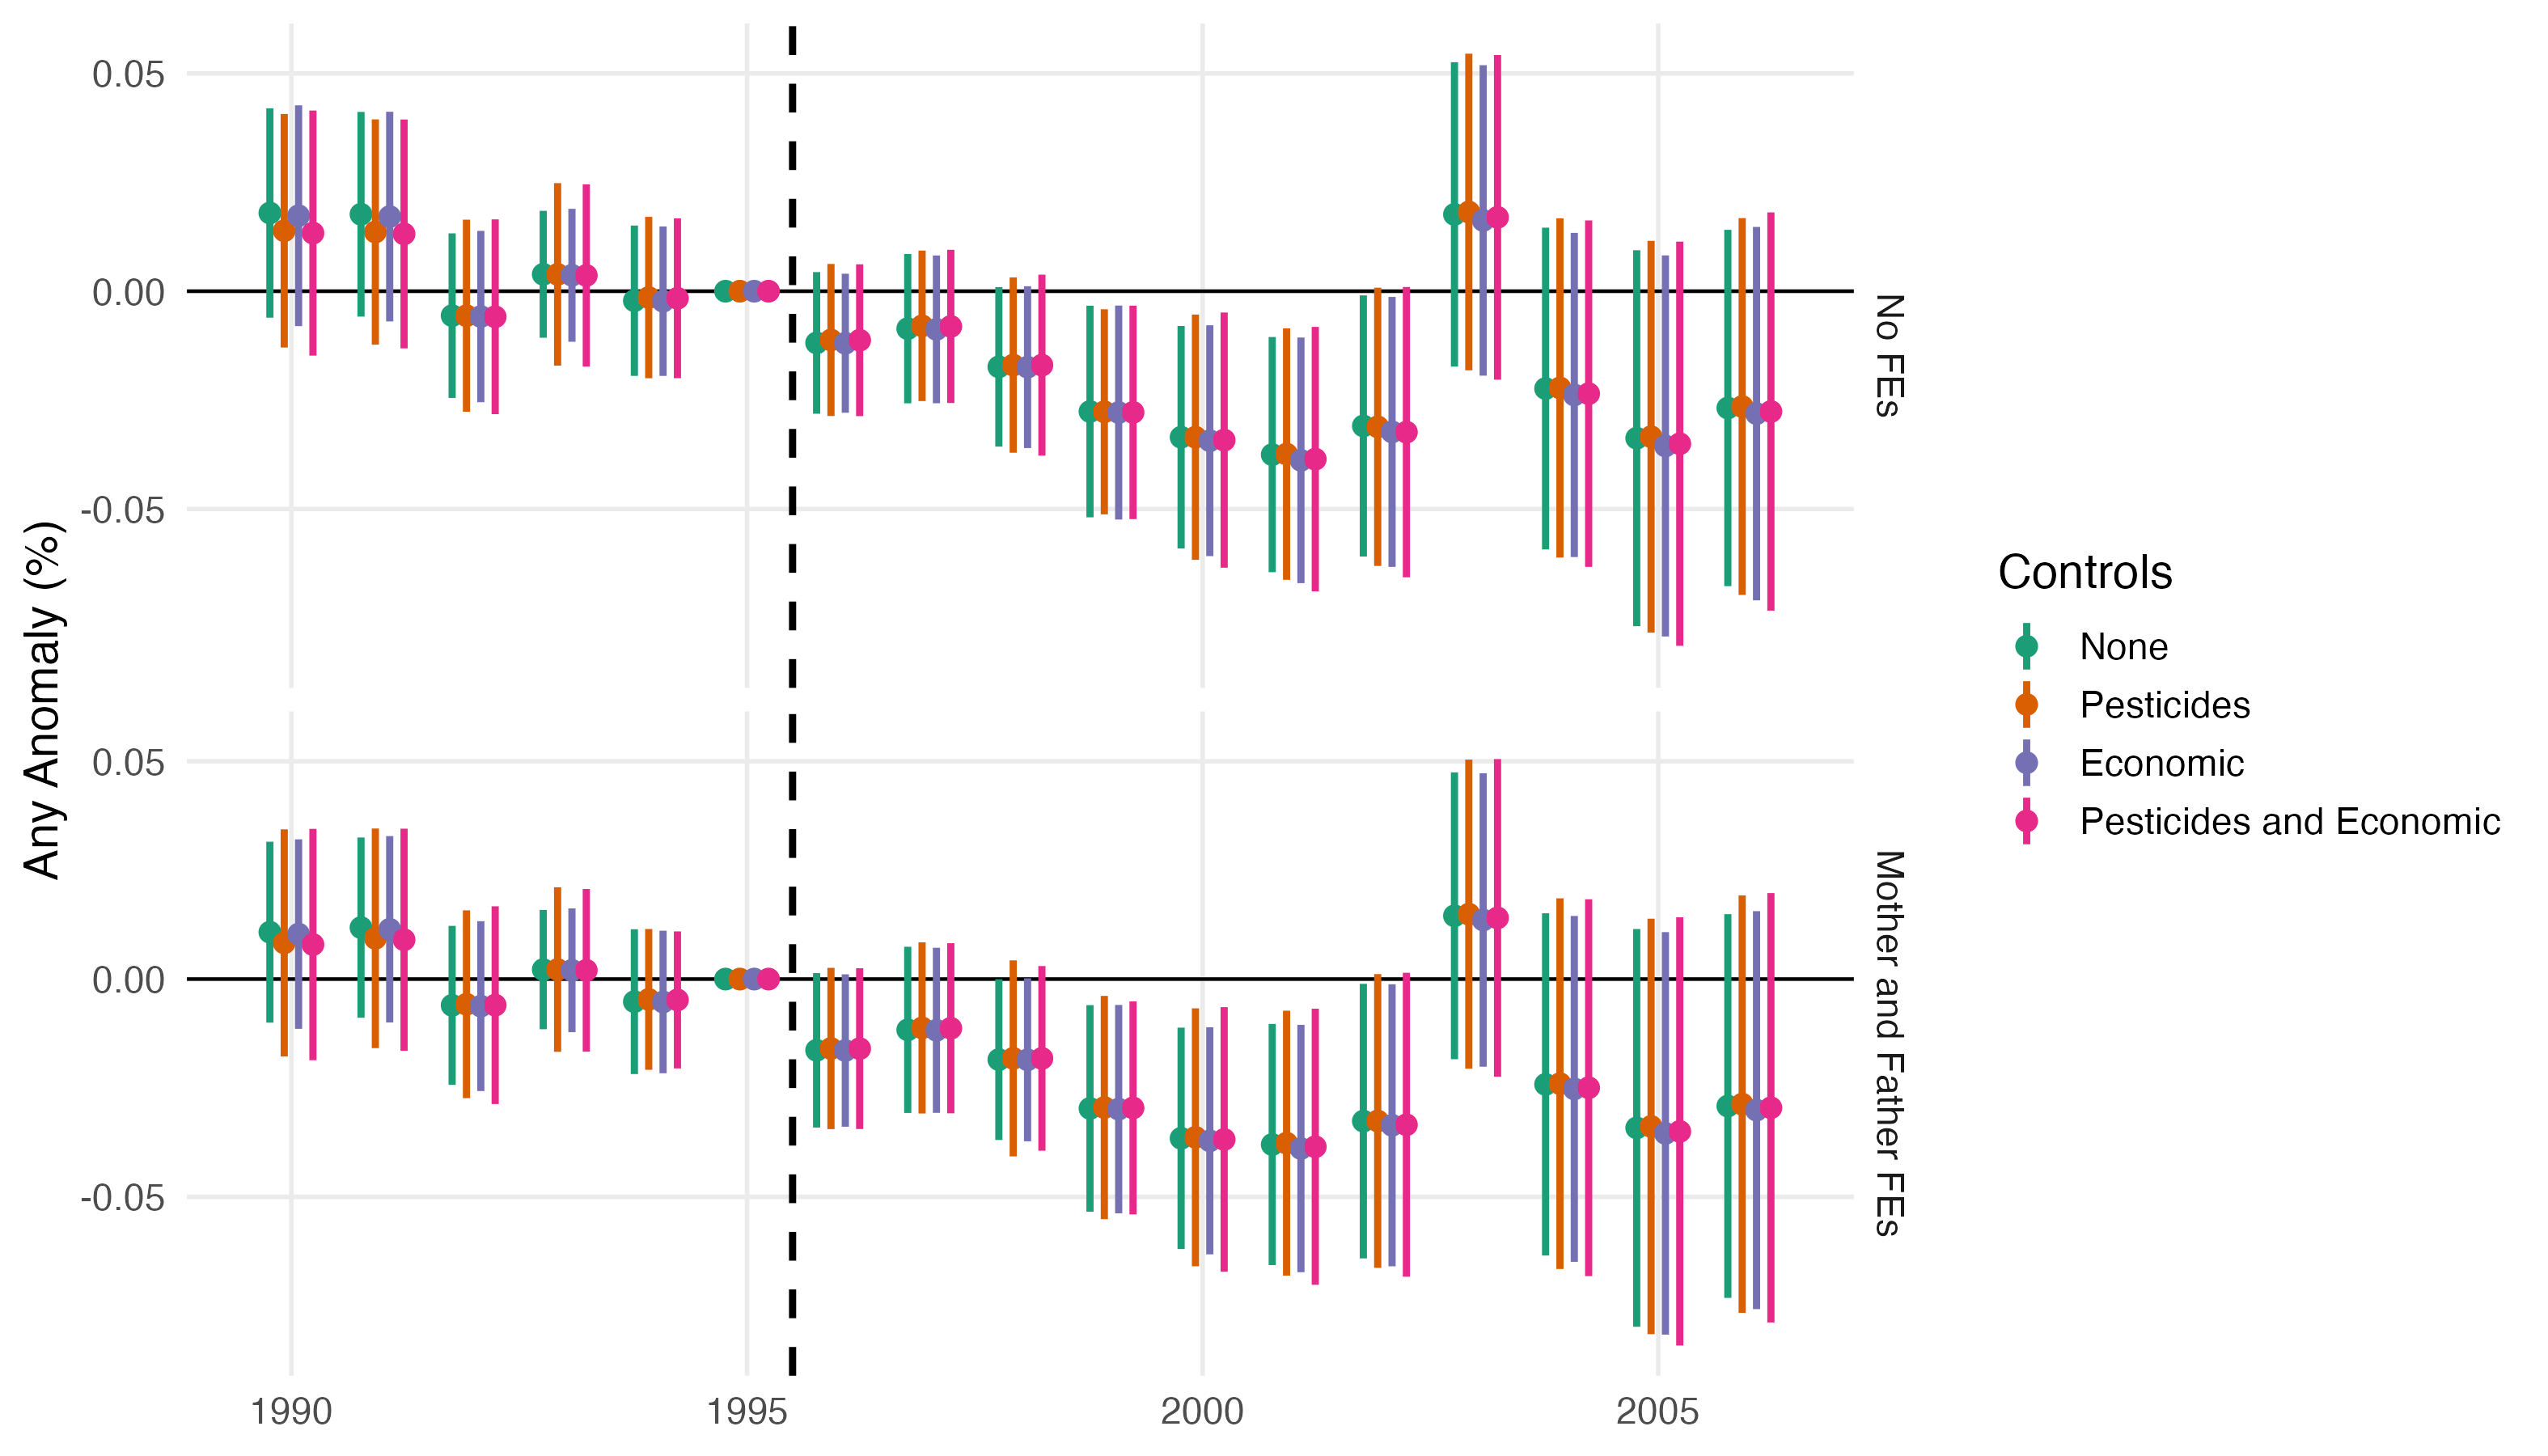 Any Anomaly (%)
0.05
0.00
-0.05
No FEs
0.05
0.00
-0.05
Mother and Father FEs
1990 1995 2000 2005
Controls
None
Pesticides
Economic
Pesticides and Economic